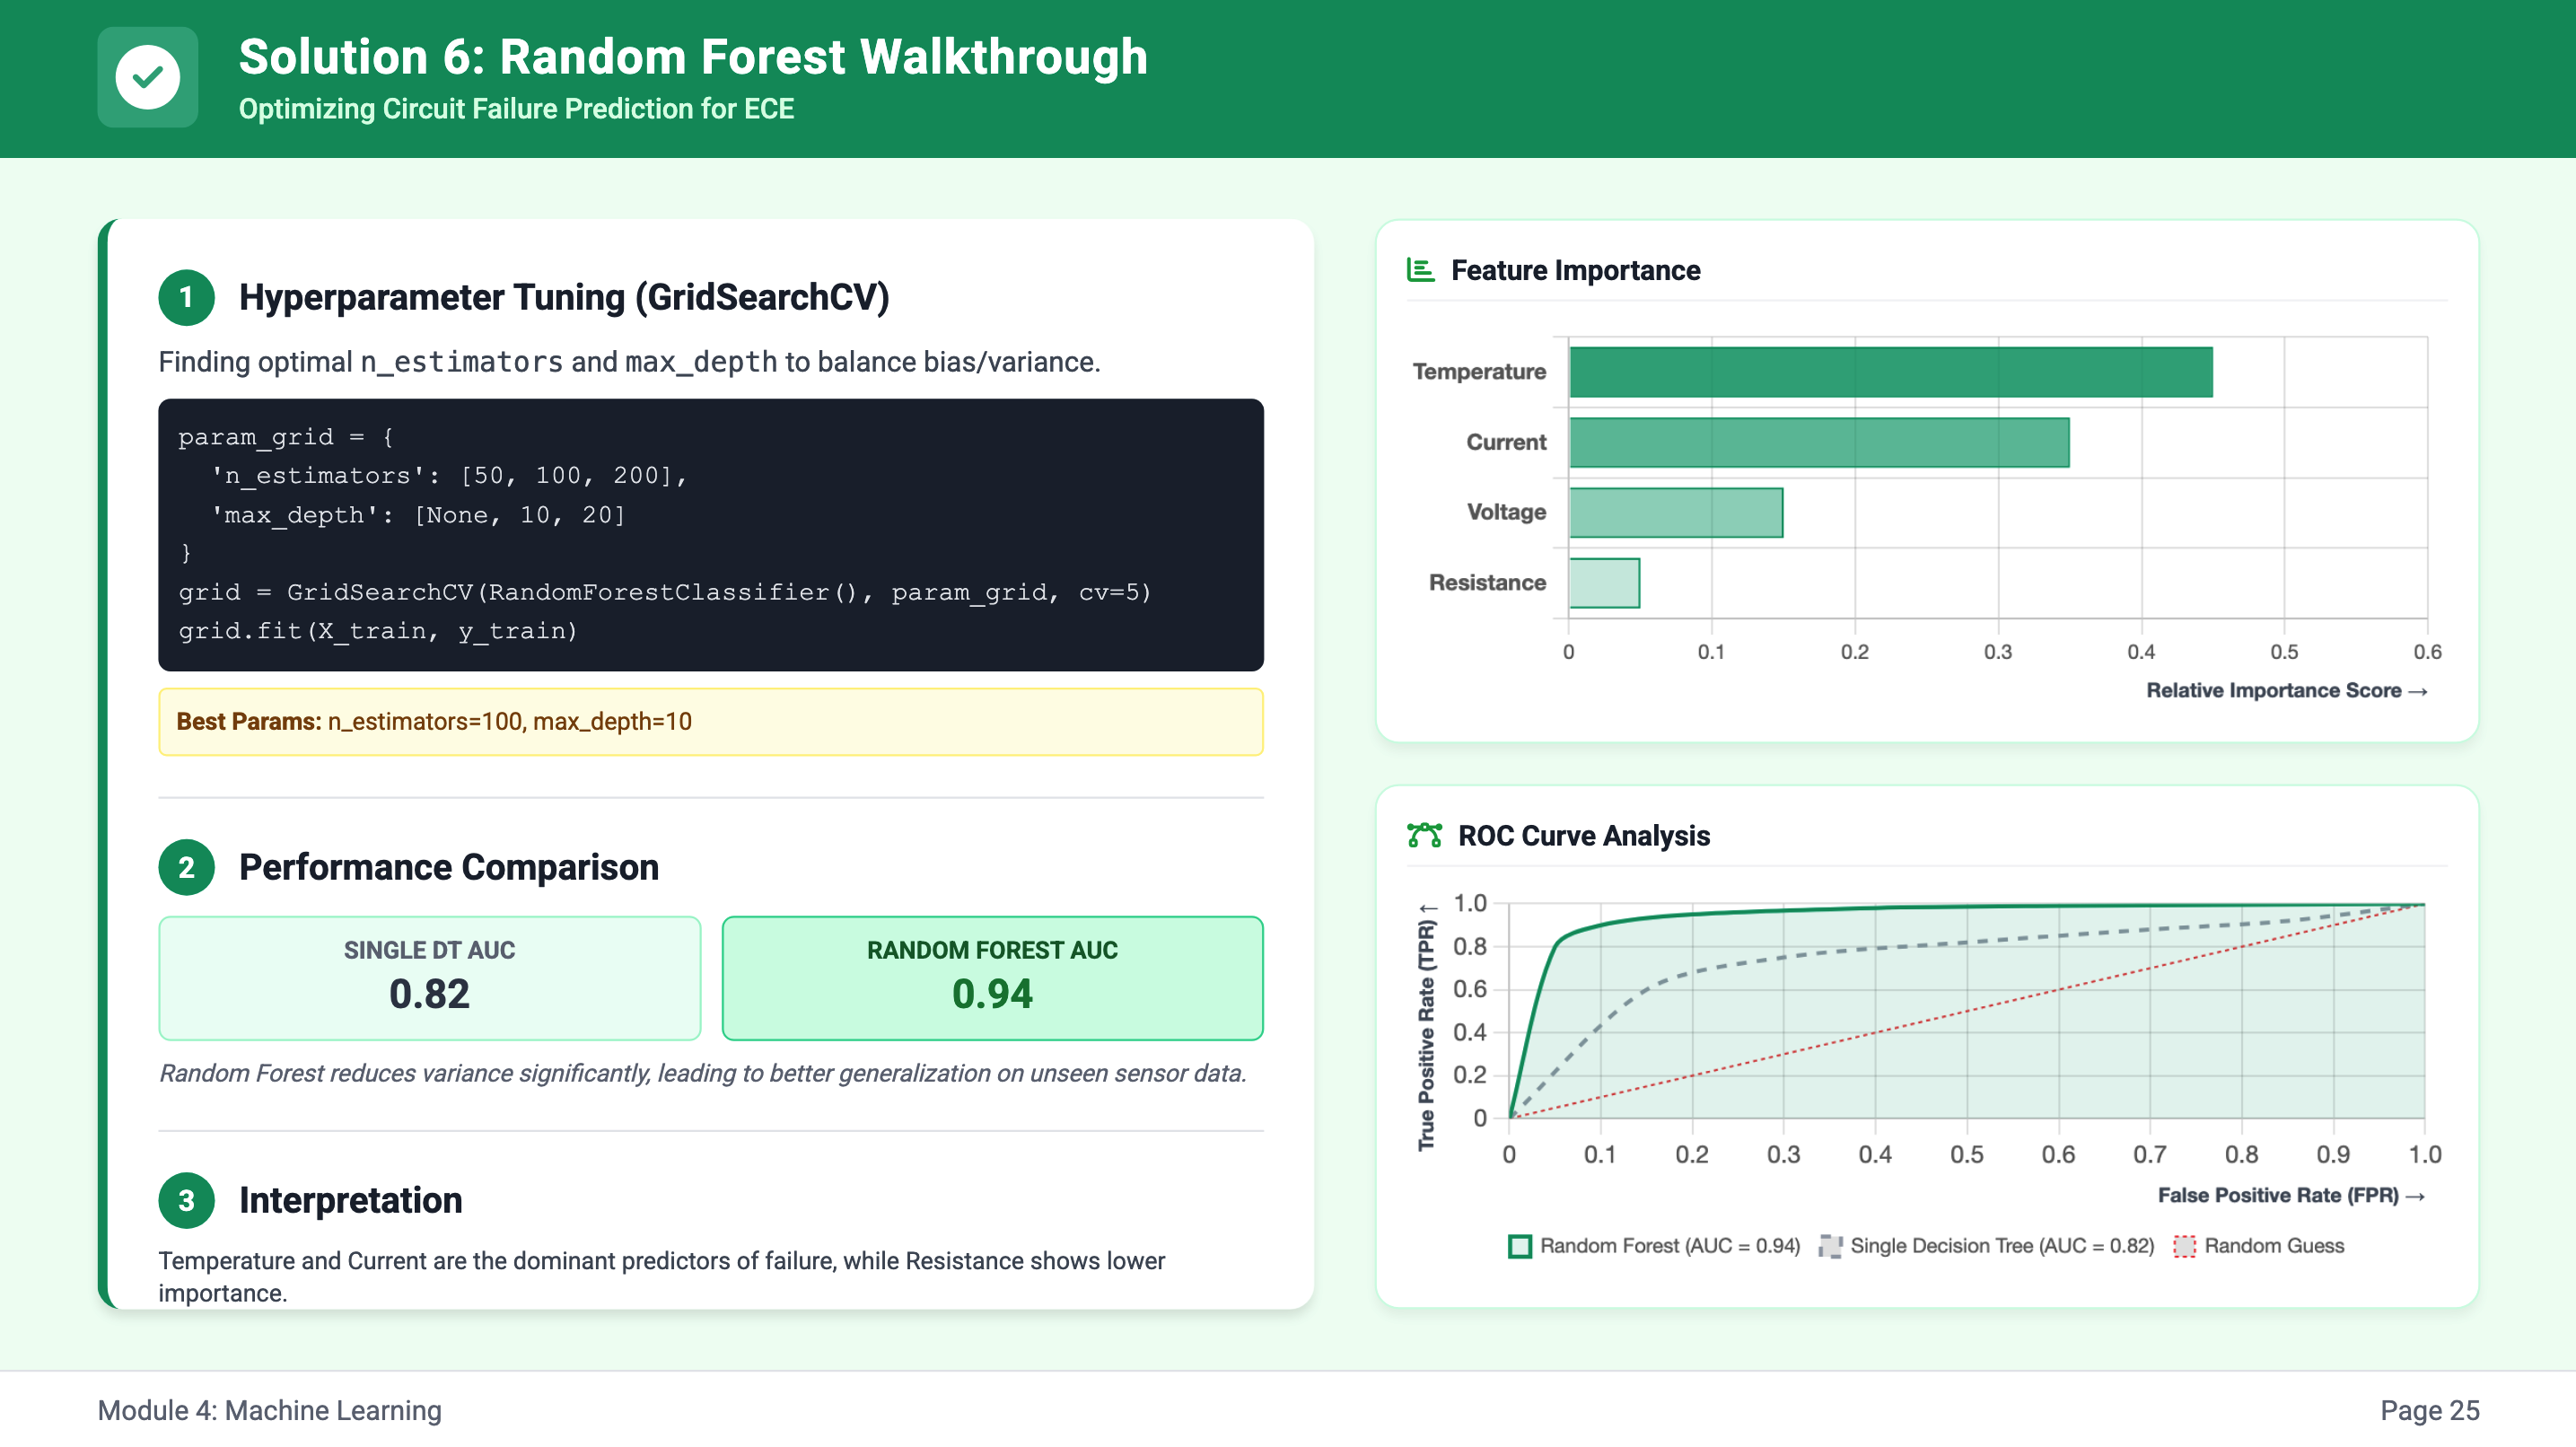 Solution 6: Random Forest Walkthrough
Optimizing Circuit Failure Prediction for ECE
1 Hyperparameter Tuning (GridSearchCV)
Finding optimal n_estimators and max_depth to balance bias/variance.
param_grid = {
  'n_estimators': [50, 100, 200],
  'max_depth': [None, 10, 20]
}
grid = GridSearchCV(RandomForestClassifier(), param_grid, cv=5)
grid.fit(X_train, y_train)
Best Params: n_estimators=100, max_depth=10
2 Performance Comparison
SINGLE DT AUC
0.82
RANDOM FOREST AUC
0.94
Random Forest reduces variance significantly, leading to better generalization on unseen sensor data.
3 Interpretation
Temperature and Current are the dominant predictors of failure, while Resistance shows lower
importance.
Feature Importance
Temperature
Current
Voltage
Resistance
0 0.1 0.2 0.3 0.4 0.5 0.6
Relative Importance Score →
ROC Curve Analysis
True Positive Rate (TPR) →
1.0
0.8
0.6
0.4
0.2
0
0 0.1 0.2 0.3 0.4 0.5 0.6 0.7 0.8 0.9 1.0
False Positive Rate (FPR) →
Random Forest (AUC = 0.94) Single Decision Tree (AUC = 0.82) Random Guess
Module 4: Machine Learning
Page 25